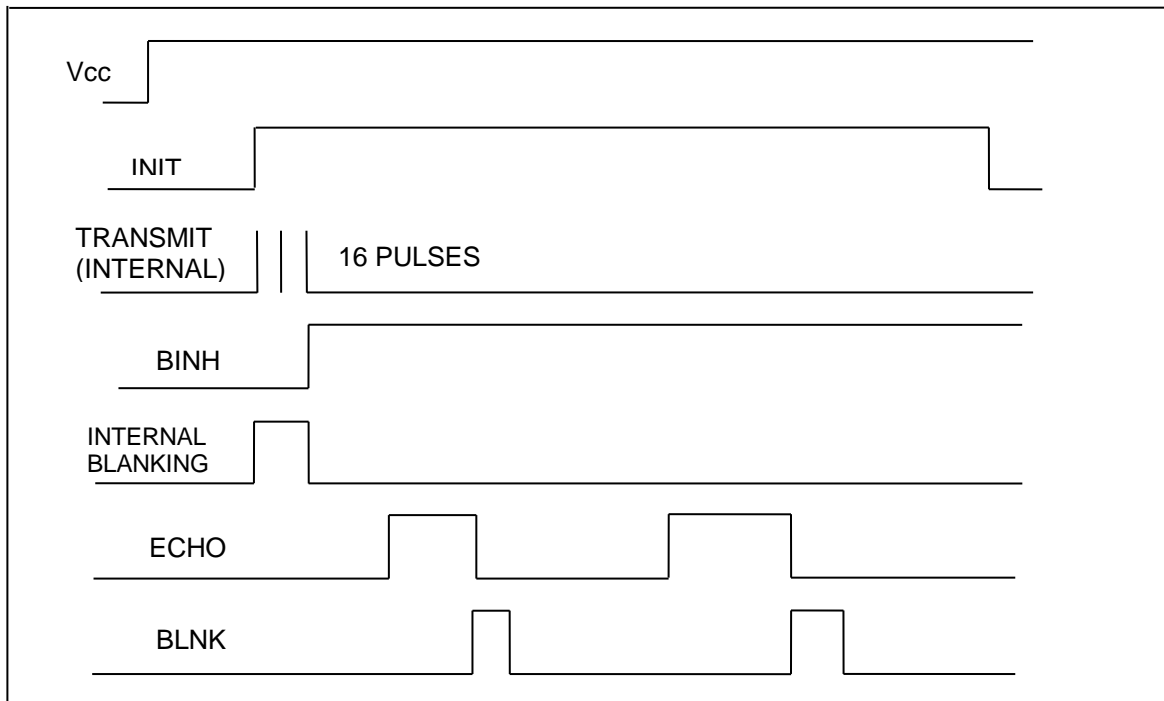 Vcc
INIT
TRANSMIT
(INTERNAL)
16 PULSES
BINH
INTERNAL
BLANKING
ECHO
BLNK